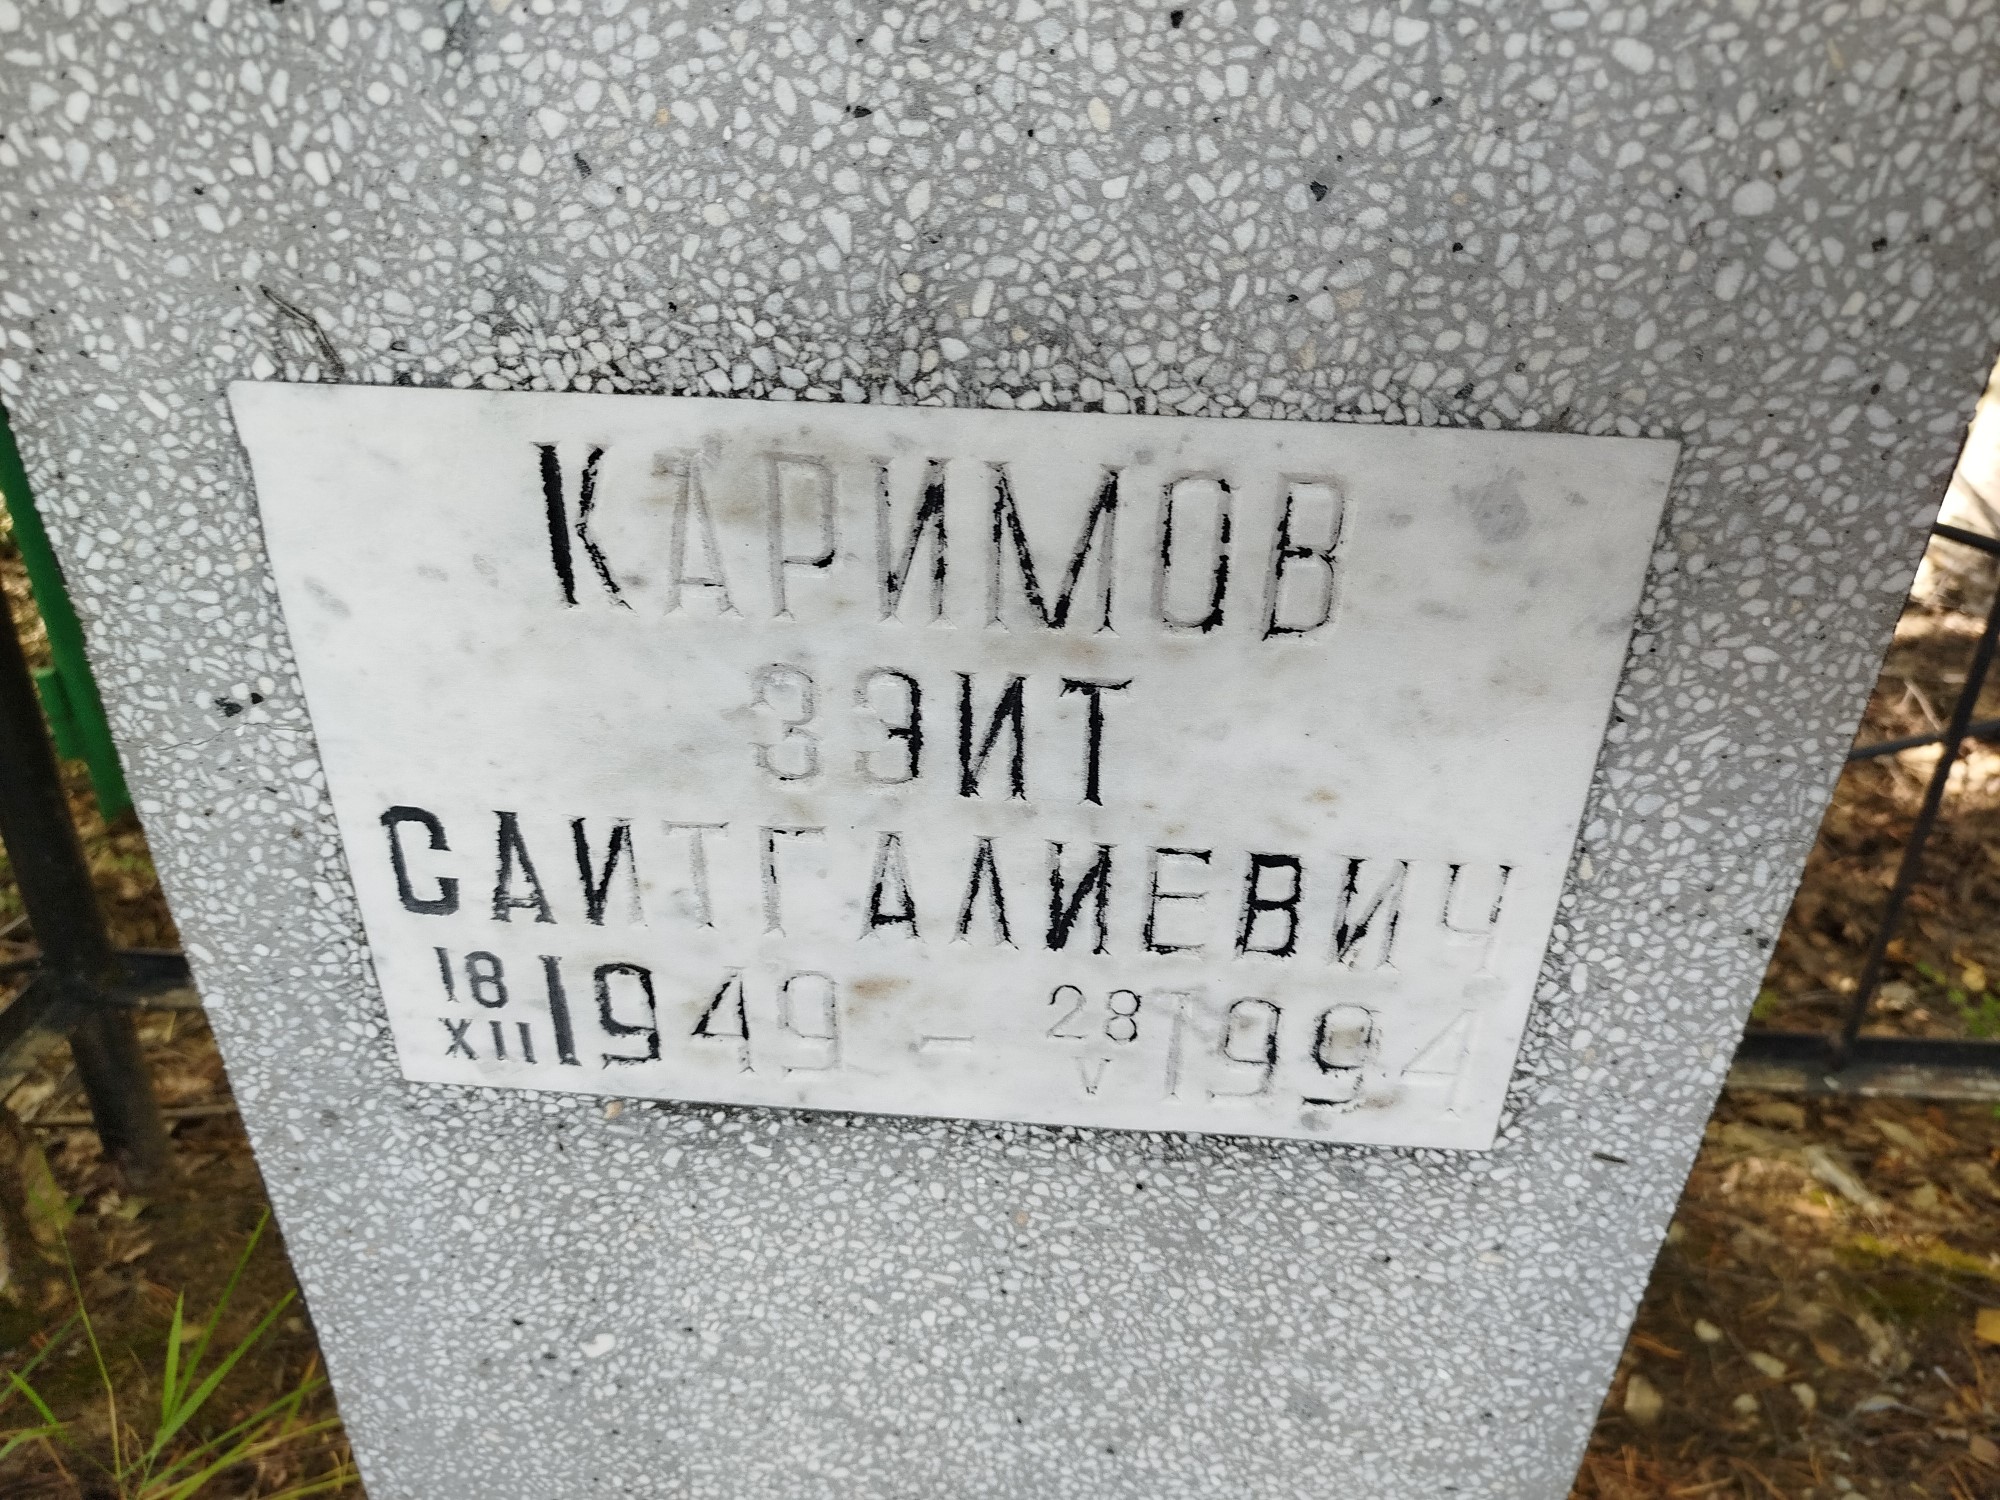 КАРИМОВ
ЗЭИТ
САИТГАЛИЕВИЧ
18 XII 1949 - 28 V 1994